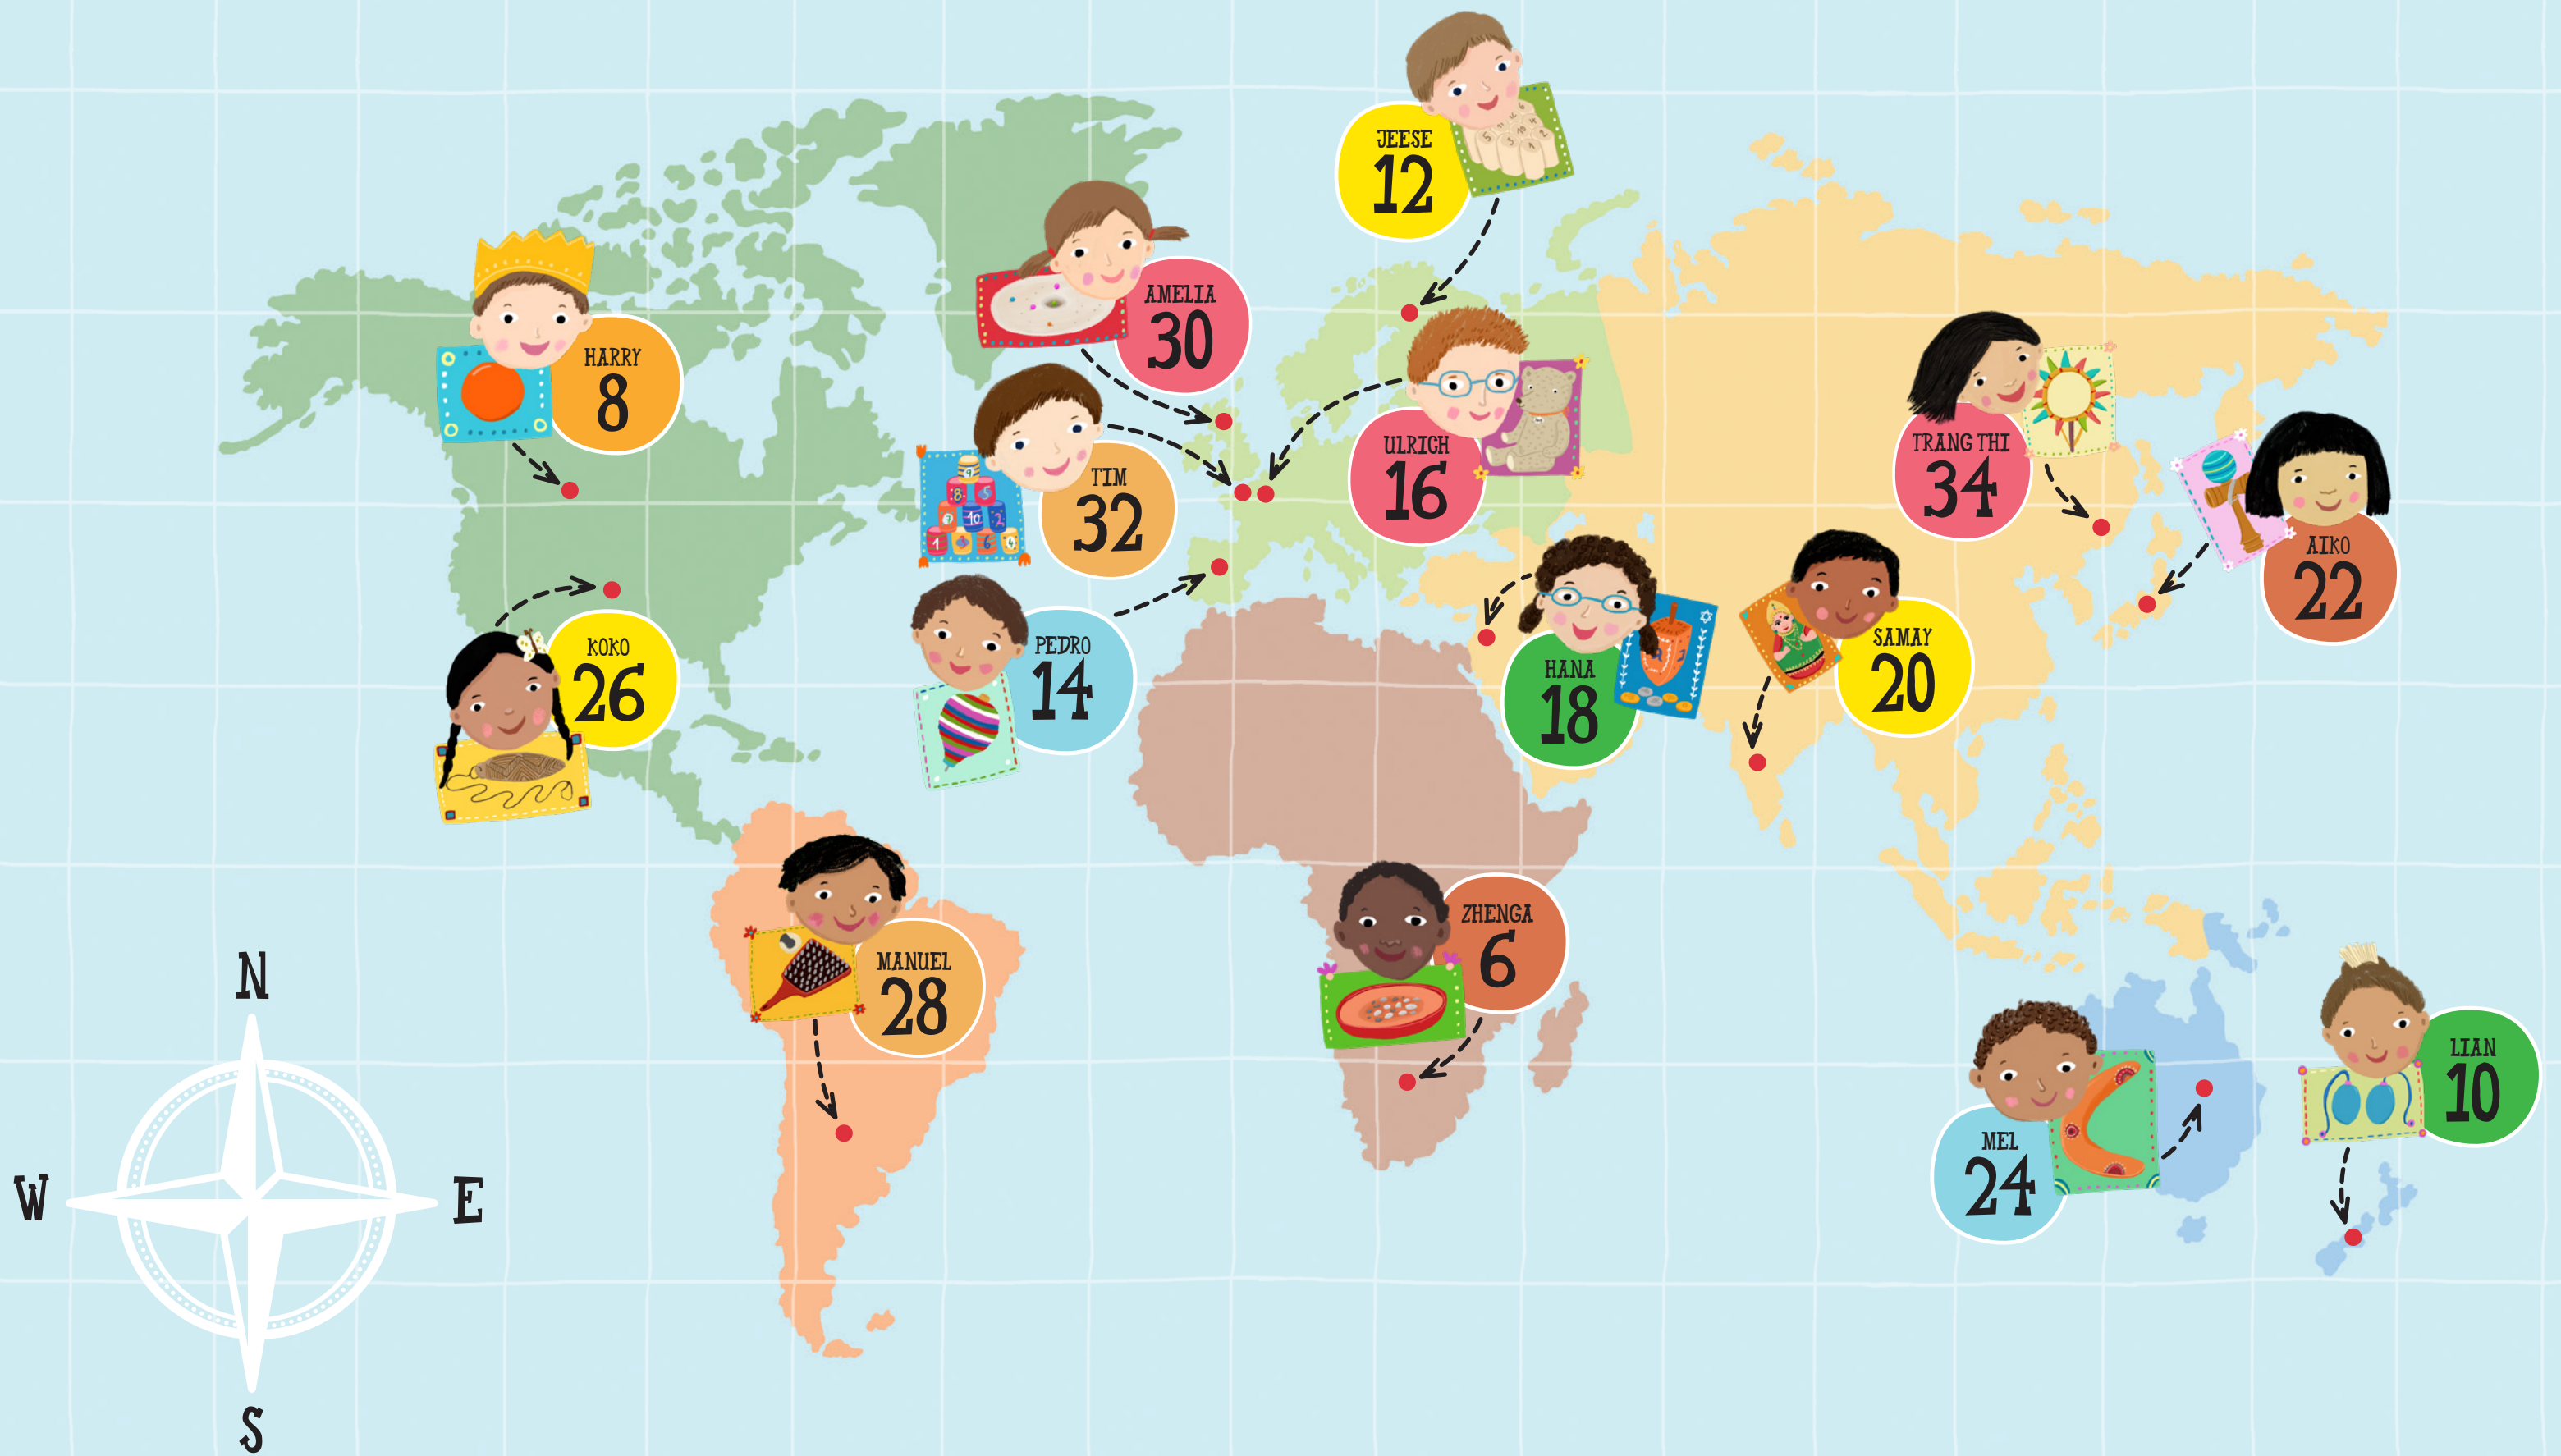 JEESE
12
AMELIA
30
HARRY
8
TIM
32
ULRICH
16
TRANG THI
34
AIKO
22
KOKO
26
PEDRO
14
HANA
18
SAMAY
20
MANUEL
28
ZHENGA
6
MEL
24
LIAN
10
N
W
E
S